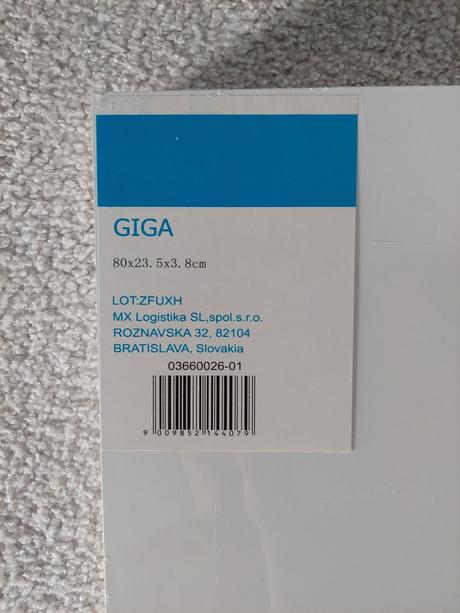 GIGA
80x23.5x3.8cm
LOT:ZFUXH
MX Logistika SL,spol.s.r.o.
ROZNAVSKA 32, 82104
BRATISLAVA, Slovakia
03660026-01
9 009852 144079